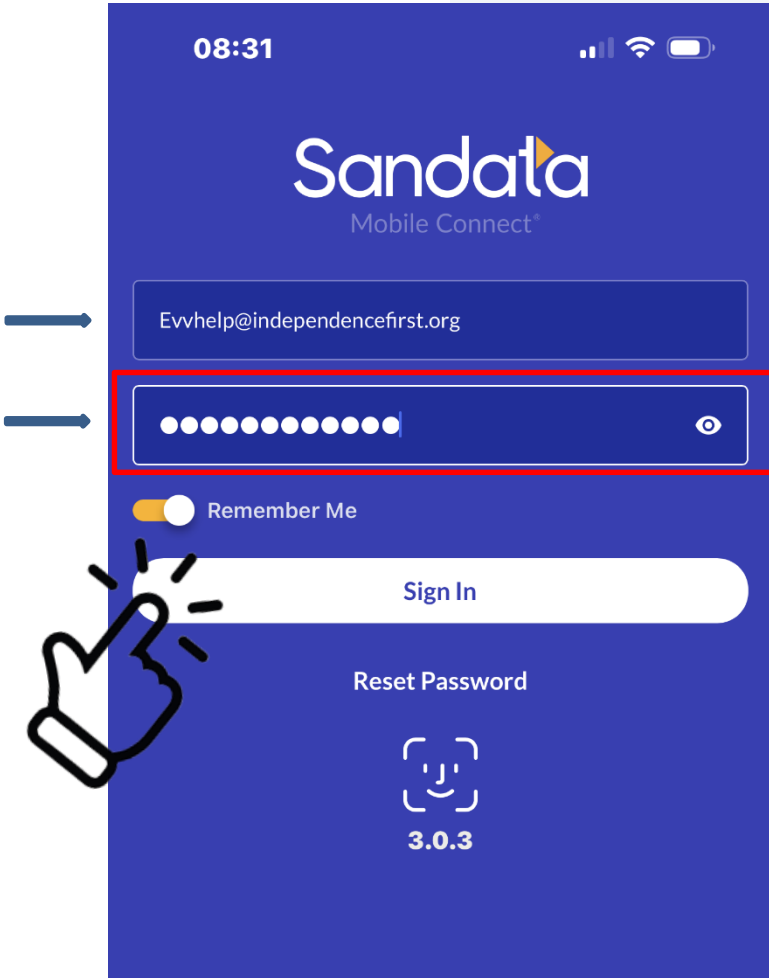 08:31
Sandata
Mobile Connect®
Evvhelp@independencefirst.org
●●●●●●●●●●●●
Remember Me
Sign In
Reset Password
3.0.3